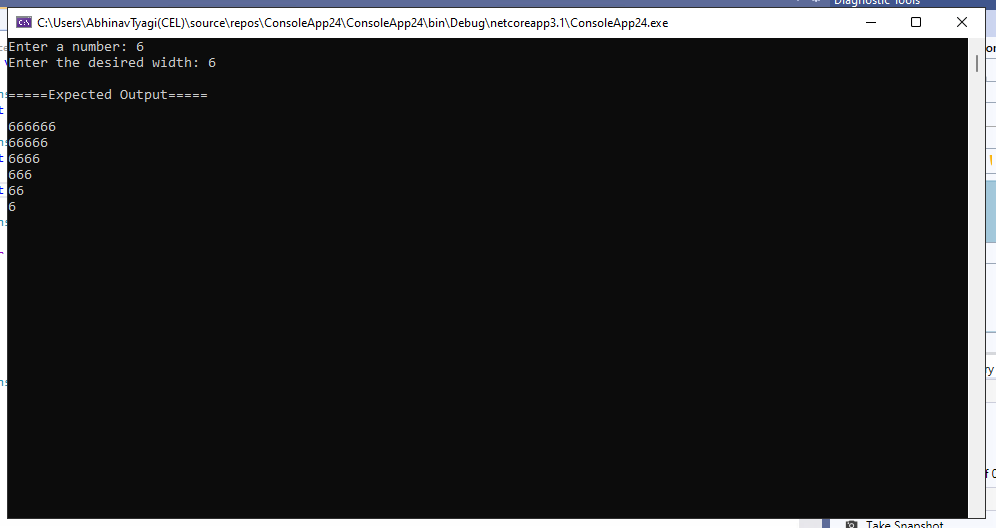 Diagnostic Tools
C:\Users\AbhinavTyagi(CEL)\source\repos\ConsoleApp24\ConsoleApp24\bin\Debug\netcoreapp3.1\ConsoleApp24.exe
Enter a number: 6
Enter the desired width: 6
=====Expected Output=====
666666
66666
6666
666
66
6
Take Snapshot